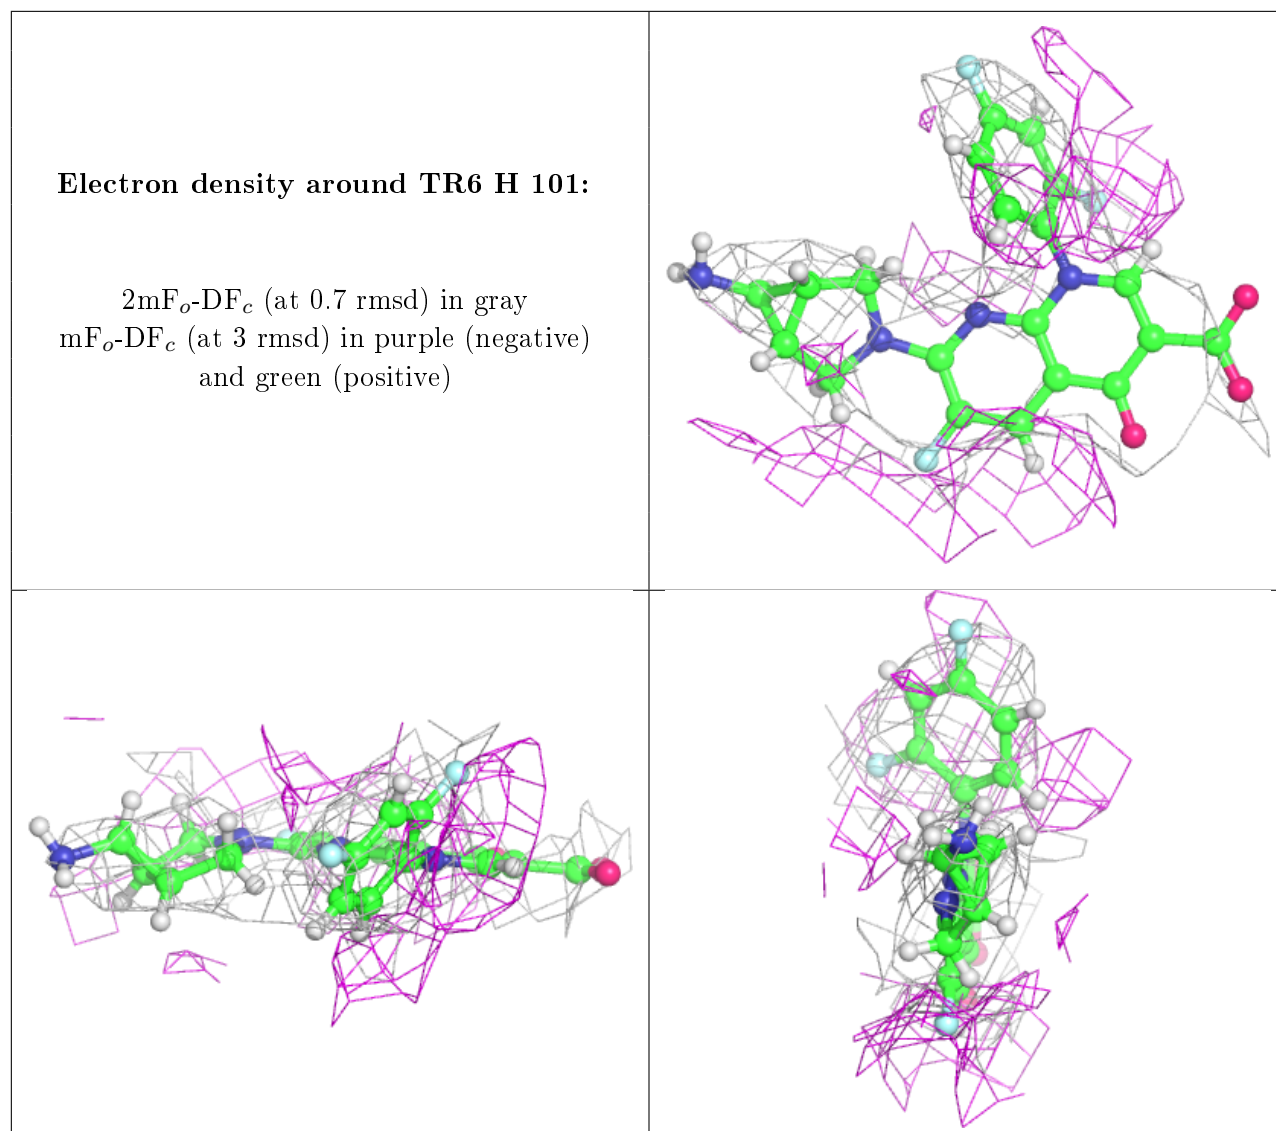 Electron density around TR6 H 101:
2mFₒ-DF𝒸 (at 0.7 rmsd) in gray
mFₒ-DF𝒸 (at 3 rmsd) in purple (negative)
and green (positive)